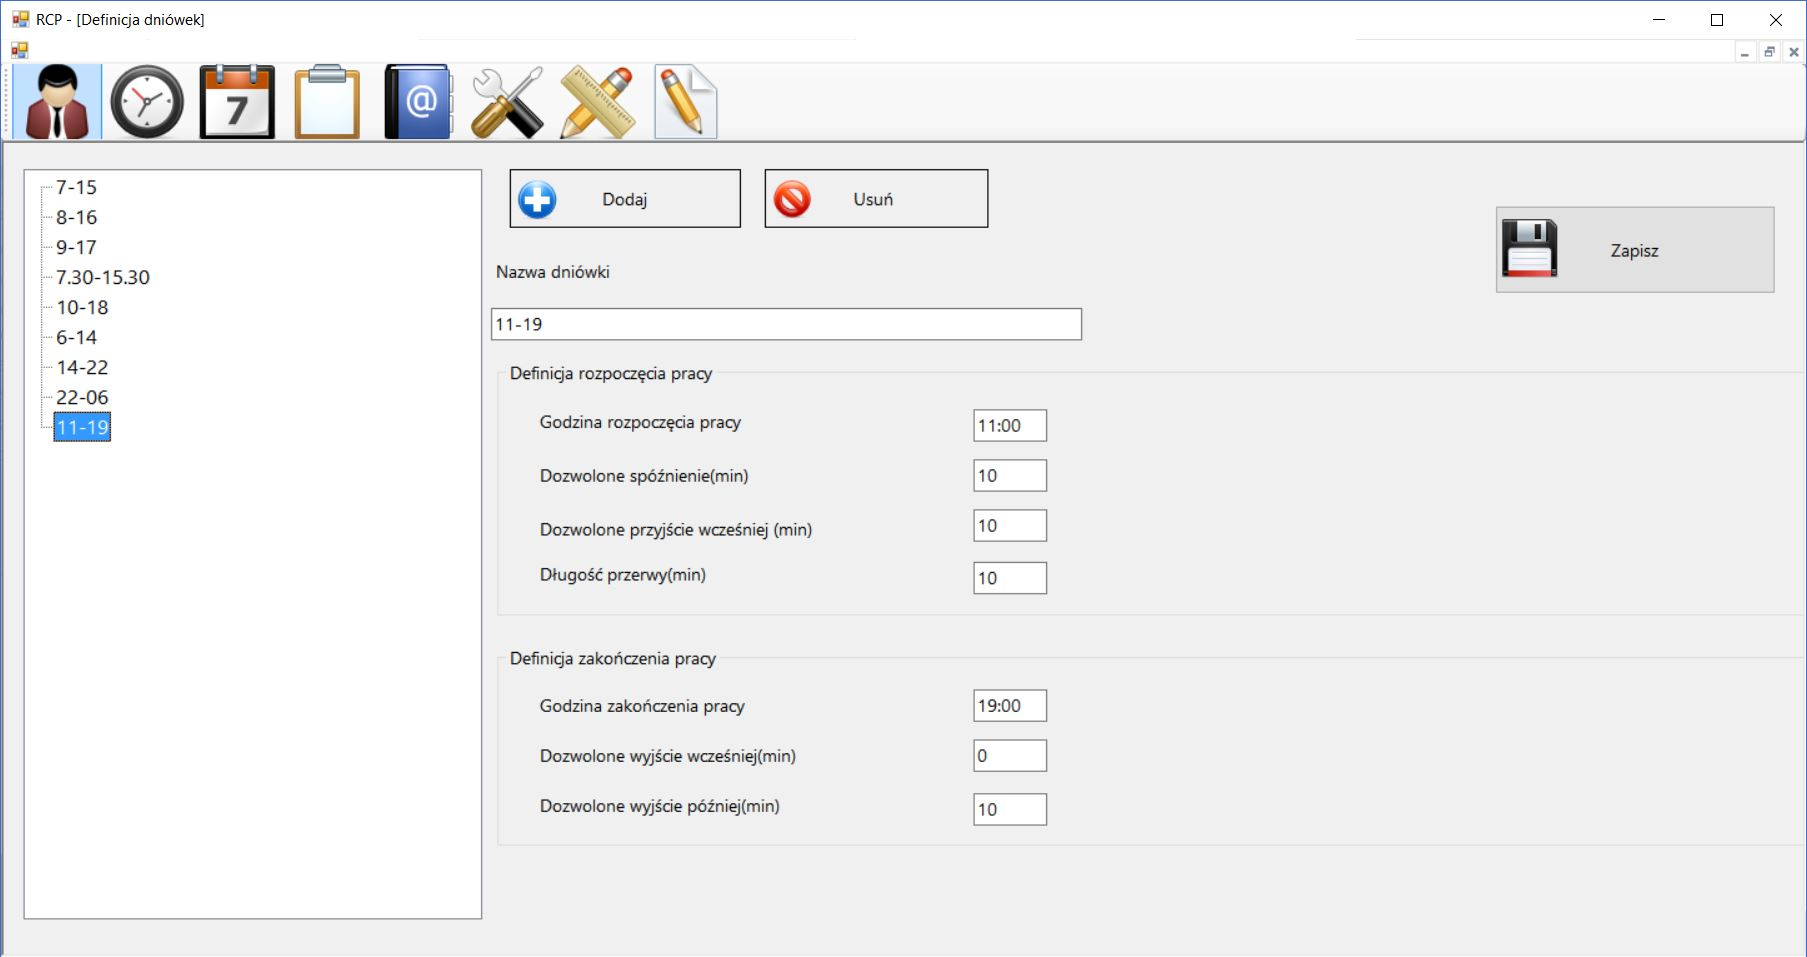 RCP - [Definicja dniówek]
7
@
7-15
8-16
9-17
7.30-15.30
10-18
6-14
14-22
22-06
11-19
Dodaj
Usuń
Zapisz
Nazwa dniówki
11-19
Definicja rozpoczęcia pracy
Godzina rozpoczęcia pracy 11:00
Dozwolone spóźnienie(min) 10
Dozwolone przyjście wcześniej (min) 10
Długość przerwy(min) 10
Definicja zakończenia pracy
Godzina zakończenia pracy 19:00
Dozwolone wyjście wcześniej(min) 0
Dozwolone wyjście później(min) 10